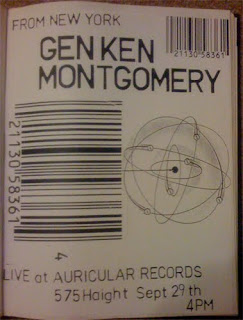 FROM NEW YORK
21130 58361
GEN KEN
MONTGOMERY
21130 58361
4
LIVE at AURICULAR RECORDS
575 Haight Sept 29th
4PM